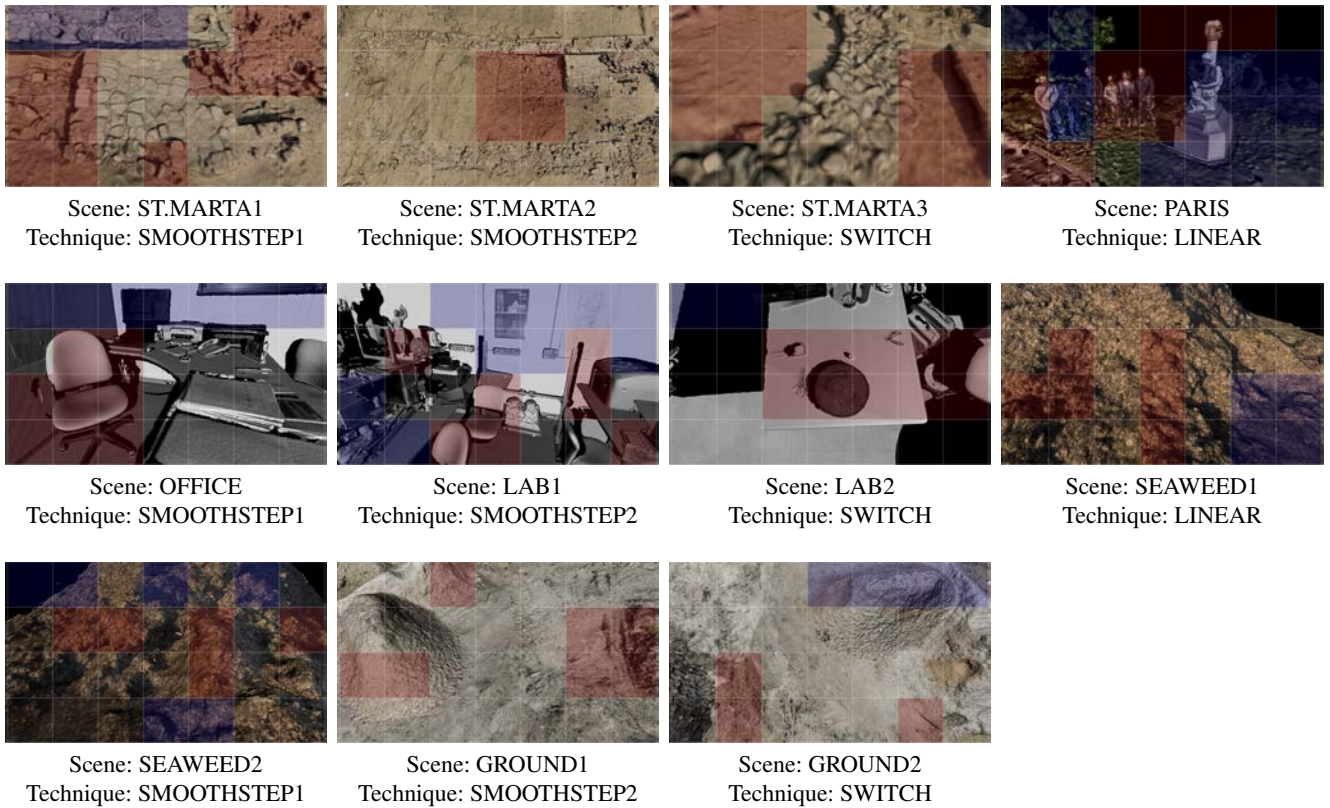 Scene: ST.MARTA1
Technique: SMOOTHSTEP1
Scene: ST.MARTA2
Technique: SMOOTHSTEP2
Scene: ST.MARTA3
Technique: SWITCH
Scene: PARIS
Technique: LINEAR
Scene: OFFICE
Technique: SMOOTHSTEP1
Scene: LAB1
Technique: SMOOTHSTEP2
Scene: LAB2
Technique: SWITCH
Scene: SEAWEED1
Technique: LINEAR
Scene: SEAWEED2
Technique: SMOOTHSTEP1
Scene: GROUND1
Technique: SMOOTHSTEP2
Scene: GROUND2
Technique: SWITCH